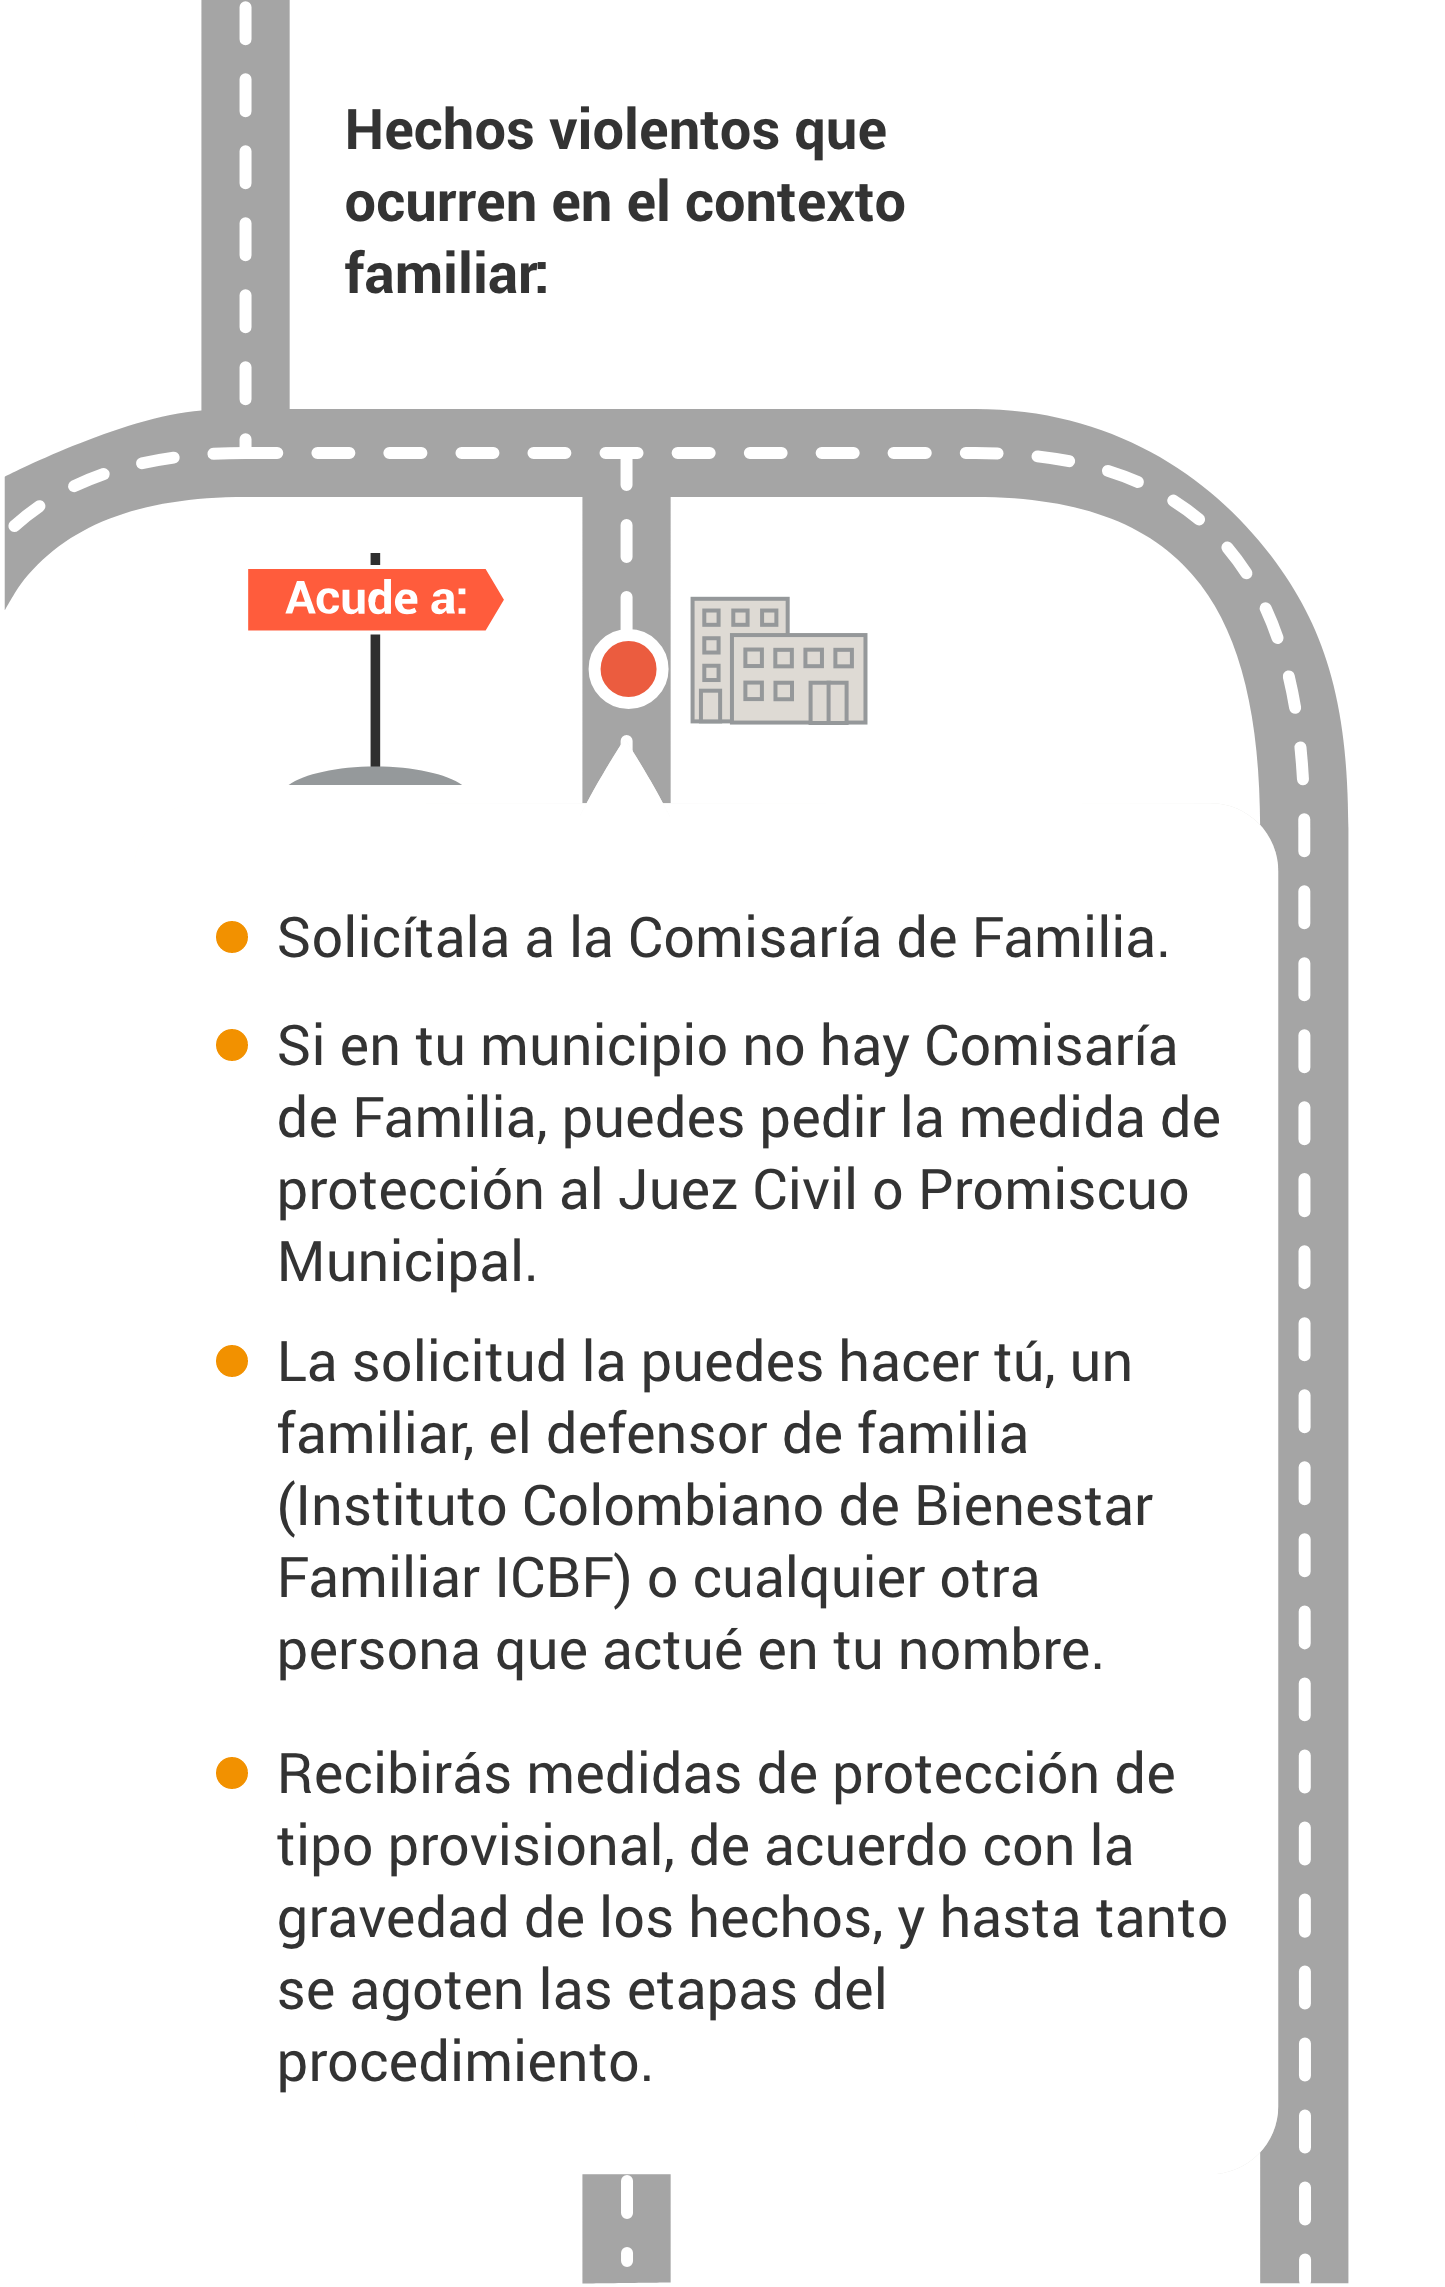 Hechos violentos que
ocurren en el contexto
familiar:
Acude a:
Solicítala a la Comisaría de Familia.
Si en tu municipio no hay Comisaría
de Familia, puedes pedir la medida de
protección al Juez Civil o Promiscuo
Municipal.
La solicitud la puedes hacer tú, un
familiar, el defensor de familia
(Instituto Colombiano de Bienestar
Familiar ICBF) o cualquier otra
persona que actué en tu nombre.
Recibirás medidas de protección de
tipo provisional, de acuerdo con la
gravedad de los hechos, y hasta tanto
se agoten las etapas del
procedimiento.